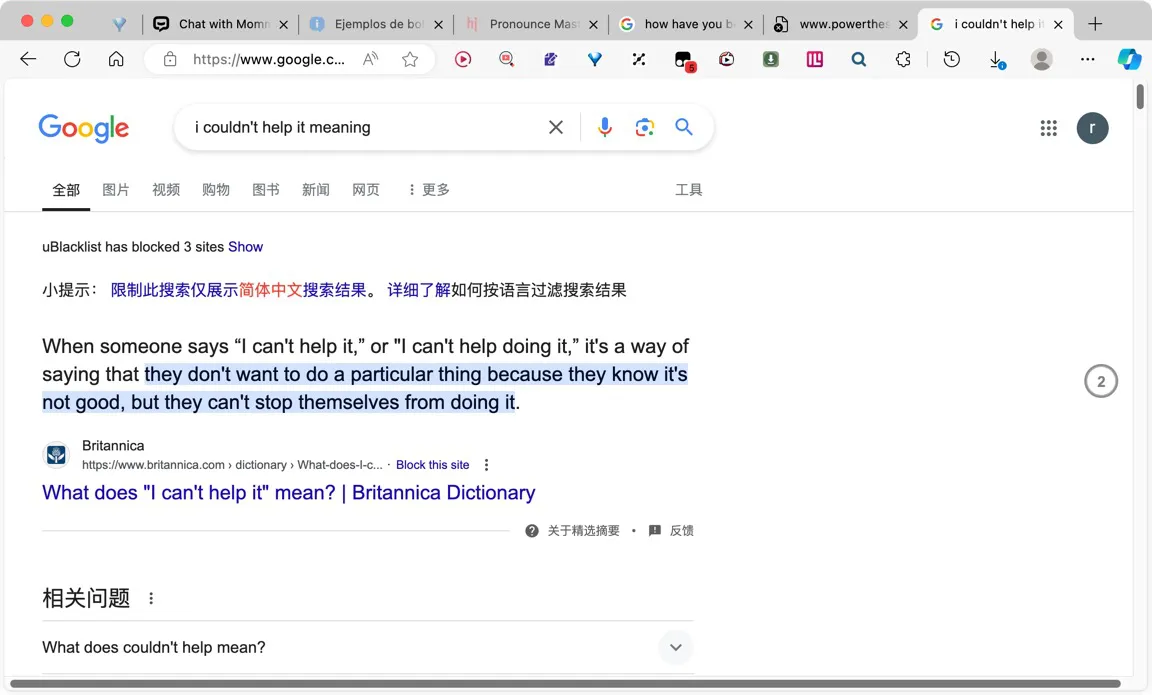 Chat with Mom
Ejemplos de bo
Pronounce Mas
how have you b
www.powerthes
i couldn't help it
https://www.google.c...
5
Google
i couldn't help it meaning
r
全部 图片 视频 购物 图书 新闻 网页 更多 工具
uBlacklist has blocked 3 sites Show
小提示： 限制此搜索仅展示简体中文搜索结果。 详细了解如何按语言过滤搜索结果
When someone says “I can't help it,” or "I can't help doing it,” it's a way of
saying that they don't want to do a particular thing because they know it's
not good, but they can't stop themselves from doing it.
2
Britannica
https://www.britannica.com › dictionary › What-does-I-c... · Block this site
What does "I can't help it" mean? | Britannica Dictionary
关于精选摘要 • 反馈
相关问题
What does couldn't help mean?